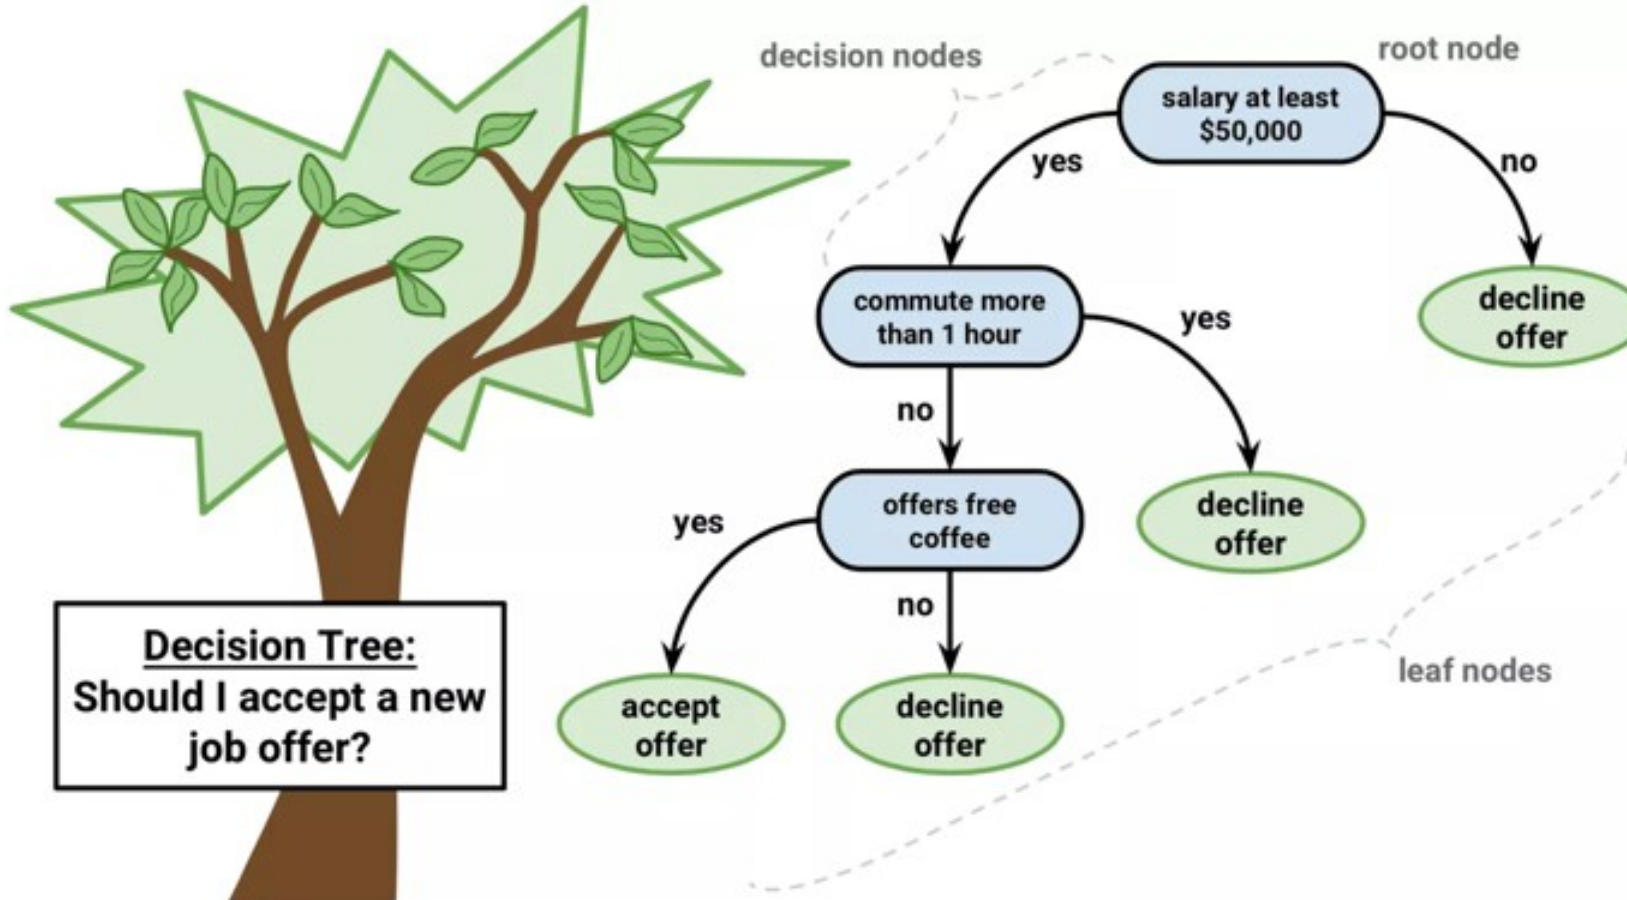 decision nodes
root node
salary at least
$50,000
yes
no
commute more
than 1 hour
yes
decline
offer
no
offers free
coffee
decline
offer
yes
no
accept
offer
decline
offer
leaf nodes
Decision Tree:
Should I accept a new
job offer?